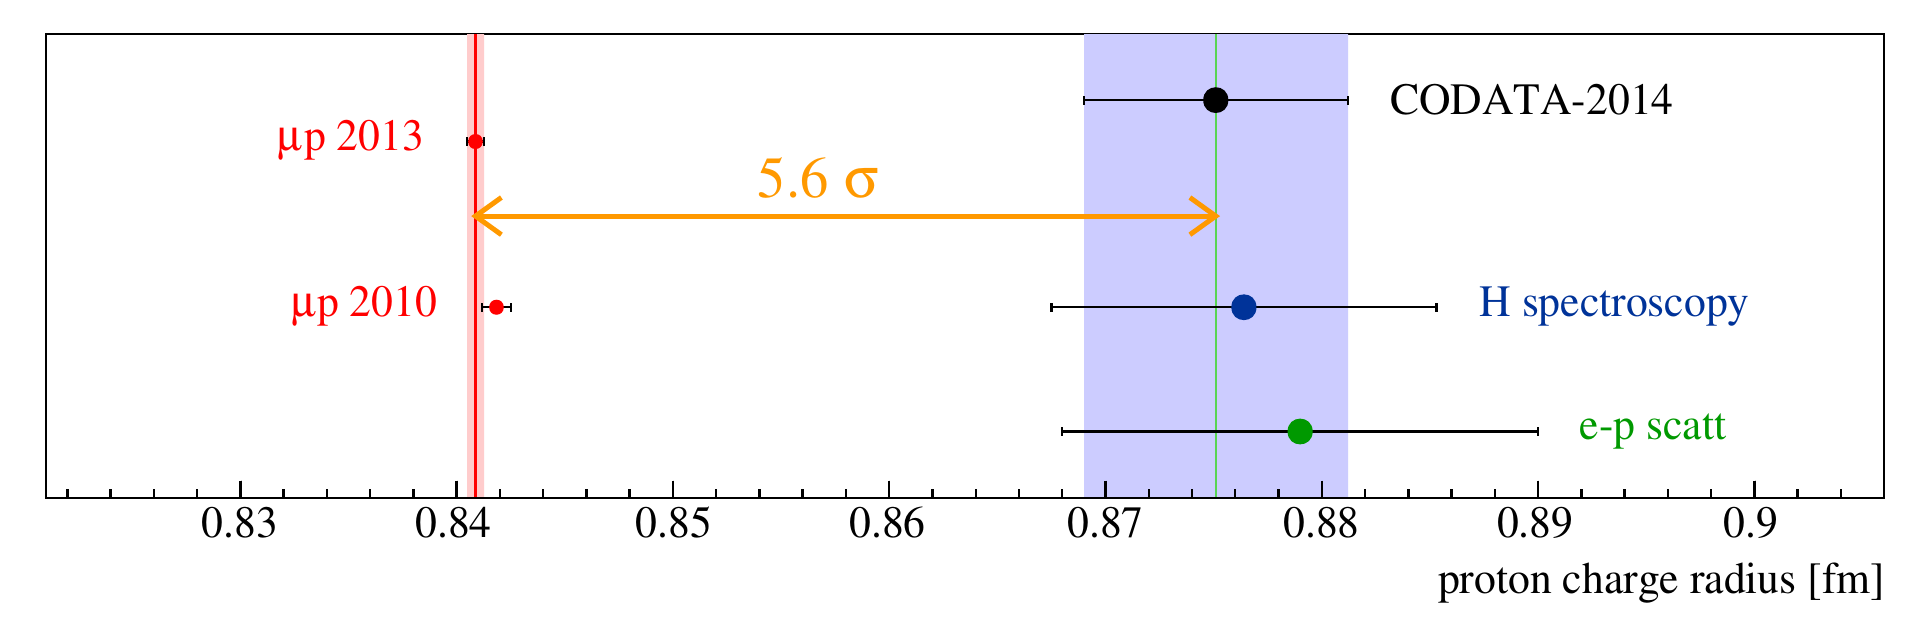 CODATA-2014
μp 2013
5.6 σ
μp 2010
H spectroscopy
e-p scatt
0.83 0.84 0.85 0.86 0.87 0.88 0.89 0.9
proton charge radius [fm]